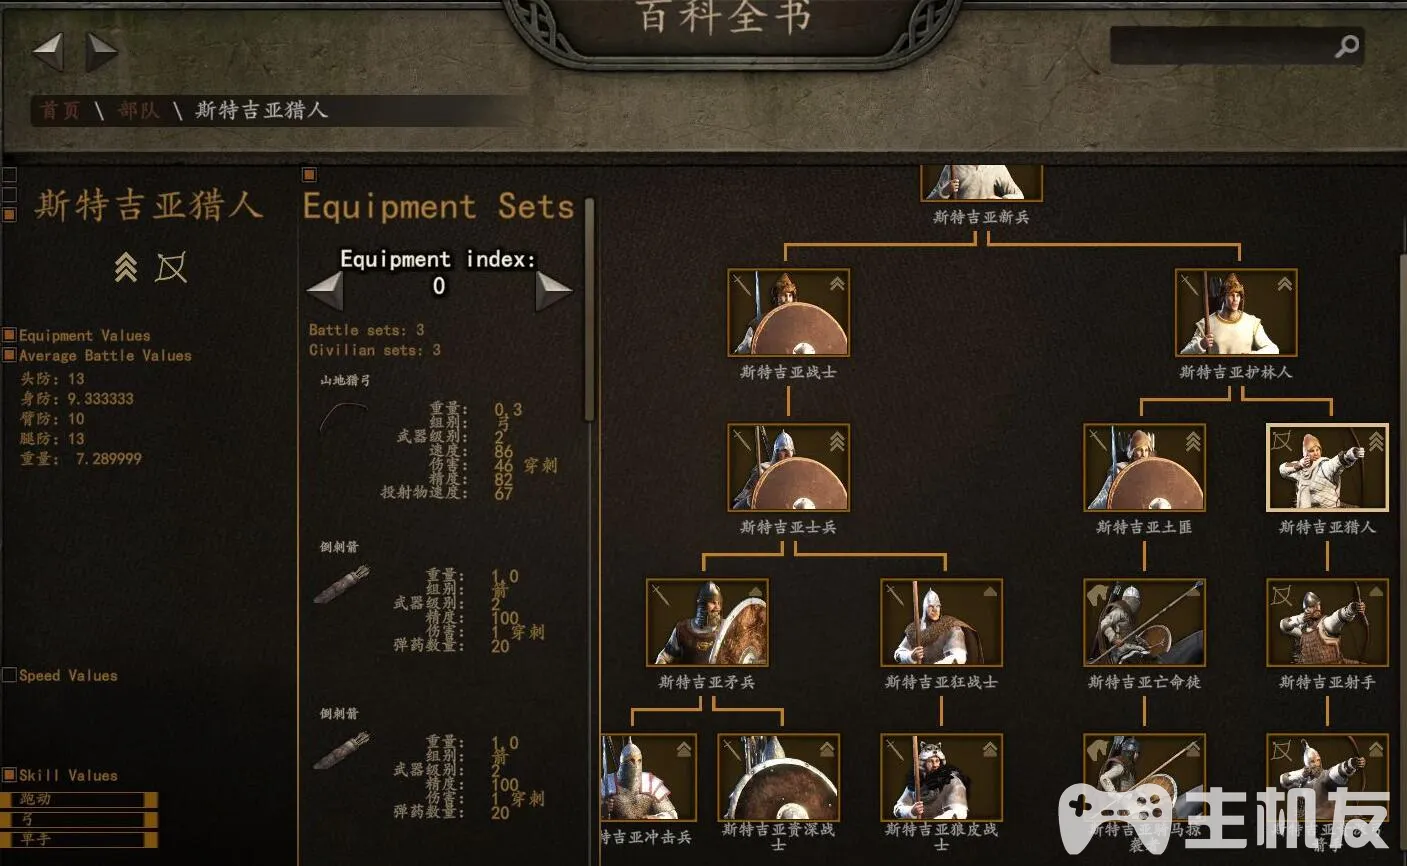 百科全书
首页 \ 部队 \ 斯特吉亚猎人
斯特吉亚猎人
Equipment Values
Average Battle Values
头防: 13
身防: 9.333333
臂防: 10
腿防: 13
重量: 7.289999
Speed Values
Skill Values
跑动
弓
单手
Equipment Sets
Equipment index:
0
Battle sets: 3
Civilian sets: 3
山地猎弓
重量: 0.3
组别: 弓
武器级别: 2
速度: 86
伤害: 46 穿刺
精度: 82
投射物速度: 67
倒刺箭
重量: 1.0
组别: 箭
武器级别: 2
精度: 100
伤害: 1 穿刺
弹药数量: 20
倒刺箭
重量: 1.0
组别: 箭
武器级别: 2
精度: 100
伤害: 1 穿刺
弹药数量: 20
斯特吉亚新兵
斯特吉亚战士
斯特吉亚护林人
斯特吉亚士兵
斯特吉亚土匪
斯特吉亚猎人
斯特吉亚矛兵
斯特吉亚狂战士
斯特吉亚亡命徒
斯特吉亚射手
特吉亚冲击兵
斯特吉亚资深战
士
斯特吉亚狼皮战
士
主机友